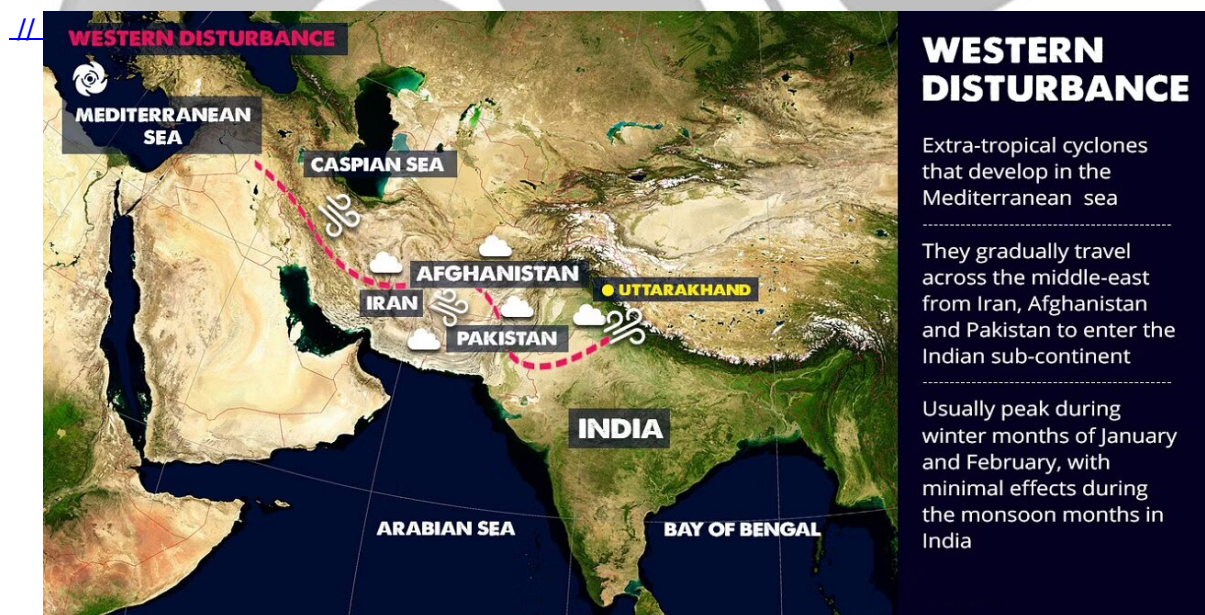 //
WESTERN DISTURBANCE
MEDITERRANEAN
SEA
CASPIAN SEA
AFGHANISTAN
UTTARAKHAND
IRAN
PAKISTAN
INDIA
ARABIAN SEA
BAY OF BENGAL
WESTERN
DISTURBANCE
Extra-tropical cyclones
that develop in the
Mediterranean sea
They gradually travel
across the middle-east
from Iran, Afghanistan
and Pakistan to enter the
Indian sub-continent
Usually peak during
winter months of January
and February, with
minimal effects during
the monsoon months in
India